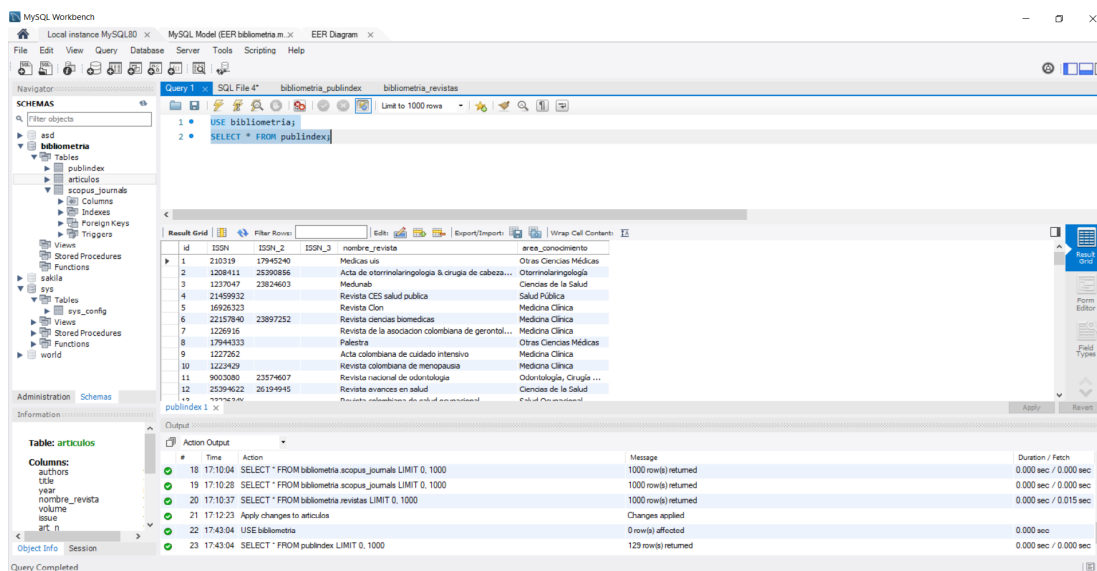 MySQL Workbench
Local instance MySQL80 × MySQL Model (EER bibliometria.m...× EER Diagram ×
File Edit View Query Database Server Tools Scripting Help
Navigator
Query 1 × SQL File 4* bibliometria_publindex bibliometria_revistas
SCHEMAS
Filter objects
Limit to 1000 rows
asd
bibliometria
Tables
publindex
articulos
scopus_journals
Columns
Indexes
Foreign Keys
Triggers
Views
Stored Procedures
Functions
sakila
sys
Tables
sys_config
Views
Stored Procedures
Functions
world
Administration Schemas
1 USE bibliometria;
2 SELECT * FROM publindex;
Result Grid Filter Rows: Edit: Export/Import: Wrap Cell Content:
id ISSN ISSN_2 ISSN_3 nombre_revista area_conocimiento
1 210319 17945240 Medicas uis Otras Ciencias Médicas
2 1208411 25390856 Acta de otorrinolaringologia & cirugia de cabeza... Otorrinolaringología
3 1237047 23824603 Medunab Ciencias de la Salud
4 21459932 Revista CES salud publica Salud Pública
5 16926323 Revista Clon Medicina Clínica
6 22157840 23897252 Revista ciencias biomedicas Medicina Clínica
7 1226916 Revista de la asociacion colombiana de gerontol... Medicina Clínica
8 17944333 Palestra Otras Ciencias Médicas
9 1227262 Acta colombiana de cuidado intensivo Medicina Clínica
10 1223429 Revista colombiana de menopausia Medicina Clínica
11 9003080 23574607 Revista nacional de odontologia Odontología, Cirugía ...
12 25394622 26194945 Revista avances en salud Ciencias de la Salud
13 2322634X Revista colombiana de salud ocupacional Salud Ocupacional
Result Grid
Form Editor
Field Types
publindex 1 ×
Apply Revert
Information
Table: articulos
Columns:
authors
title
year
nombre_revista
volume
issue
art_n
Object Info Session
Output
Action Output
# Time Action Message Duration / Fetch
18 17:10:04 SELECT * FROM bibliometria.scopus_journals LIMIT 0, 1000 1000 row(s) returned 0.000 sec / 0.000 sec
19 17:10:28 SELECT * FROM bibliometria.scopus_journals LIMIT 0, 1000 1000 row(s) returned 0.000 sec / 0.000 sec
20 17:10:37 SELECT * FROM bibliometria.revistas LIMIT 0, 1000 1000 row(s) returned 0.000 sec / 0.015 sec
21 17:12:23 Apply changes to articulos Changes applied
22 17:43:04 USE bibliometria 0 row(s) affected 0.000 sec
23 17:43:04 SELECT * FROM publindex LIMIT 0, 1000 129 row(s) returned 0.000 sec / 0.000 sec
Query Completed